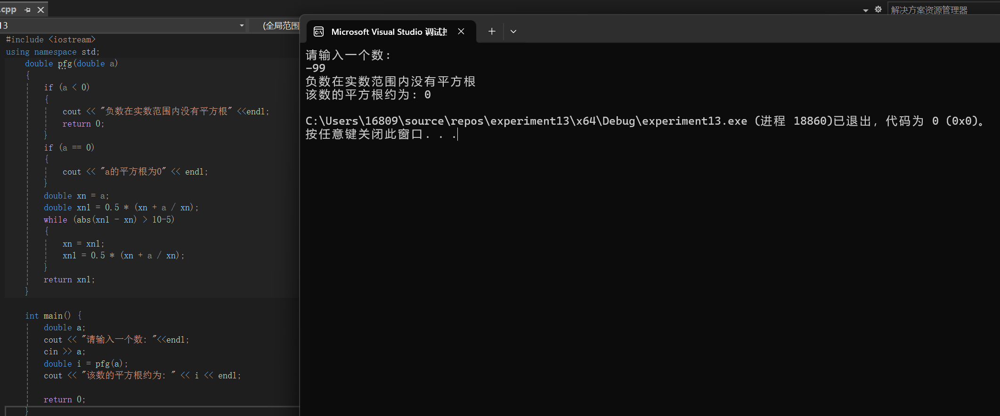 .cpp
解决方案资源管理器
13
(全局范围
#include <iostream>
using namespace std;
double pfg(double a)
{
if (a < 0)
{
cout << "负数在实数范围内没有平方根" <<endl;
return 0;
}
if (a == 0)
{
cout << "a的平方根为0" << endl;
}
double xn = a;
double xn1 = 0.5 * (xn + a / xn);
while (abs(xn1 - xn) > 10-5)
{
xn = xn1;
xn1 = 0.5 * (xn + a / xn);
}
return xn1;
}
int main() {
double a;
cout << "请输入一个数: "<<endl;
cin >> a;
double i = pfg(a);
cout << "该数的平方根约为: " << i << endl;
return 0;
}
Microsoft Visual Studio 调试
请输入一个数:
-99
负数在实数范围内没有平方根
该数的平方根约为: 0
C:\Users\16809\source\repos\experiment13\x64\Debug\experiment13.exe (进程 18860)已退出，代码为 0 (0x0)。
按任意键关闭此窗口. . .